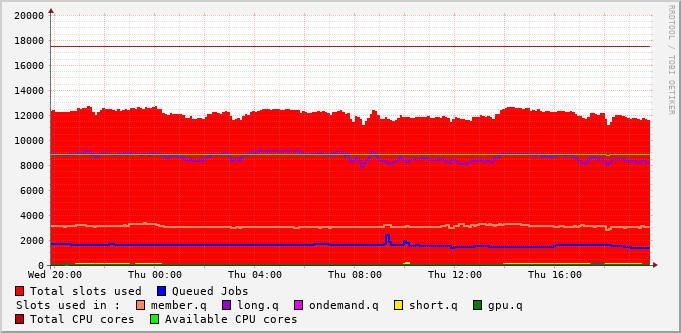 20000
18000
16000
14000
12000
10000
8000
6000
4000
2000
0
Wed 20:00 Thu 00:00 Thu 04:00 Thu 08:00 Thu 12:00 Thu 16:00
Total slots used Queued Jobs
Slots used in : member.q long.q ondemand.q short.q gpu.q
Total CPU cores Available CPU cores
RRDTOOL / TOBI OETIKER